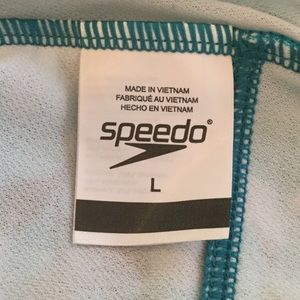 MADE IN VIETNAM
FABRIQUÉ AU VIETNAM
HECHO EN VIETNAM
speedo®
L